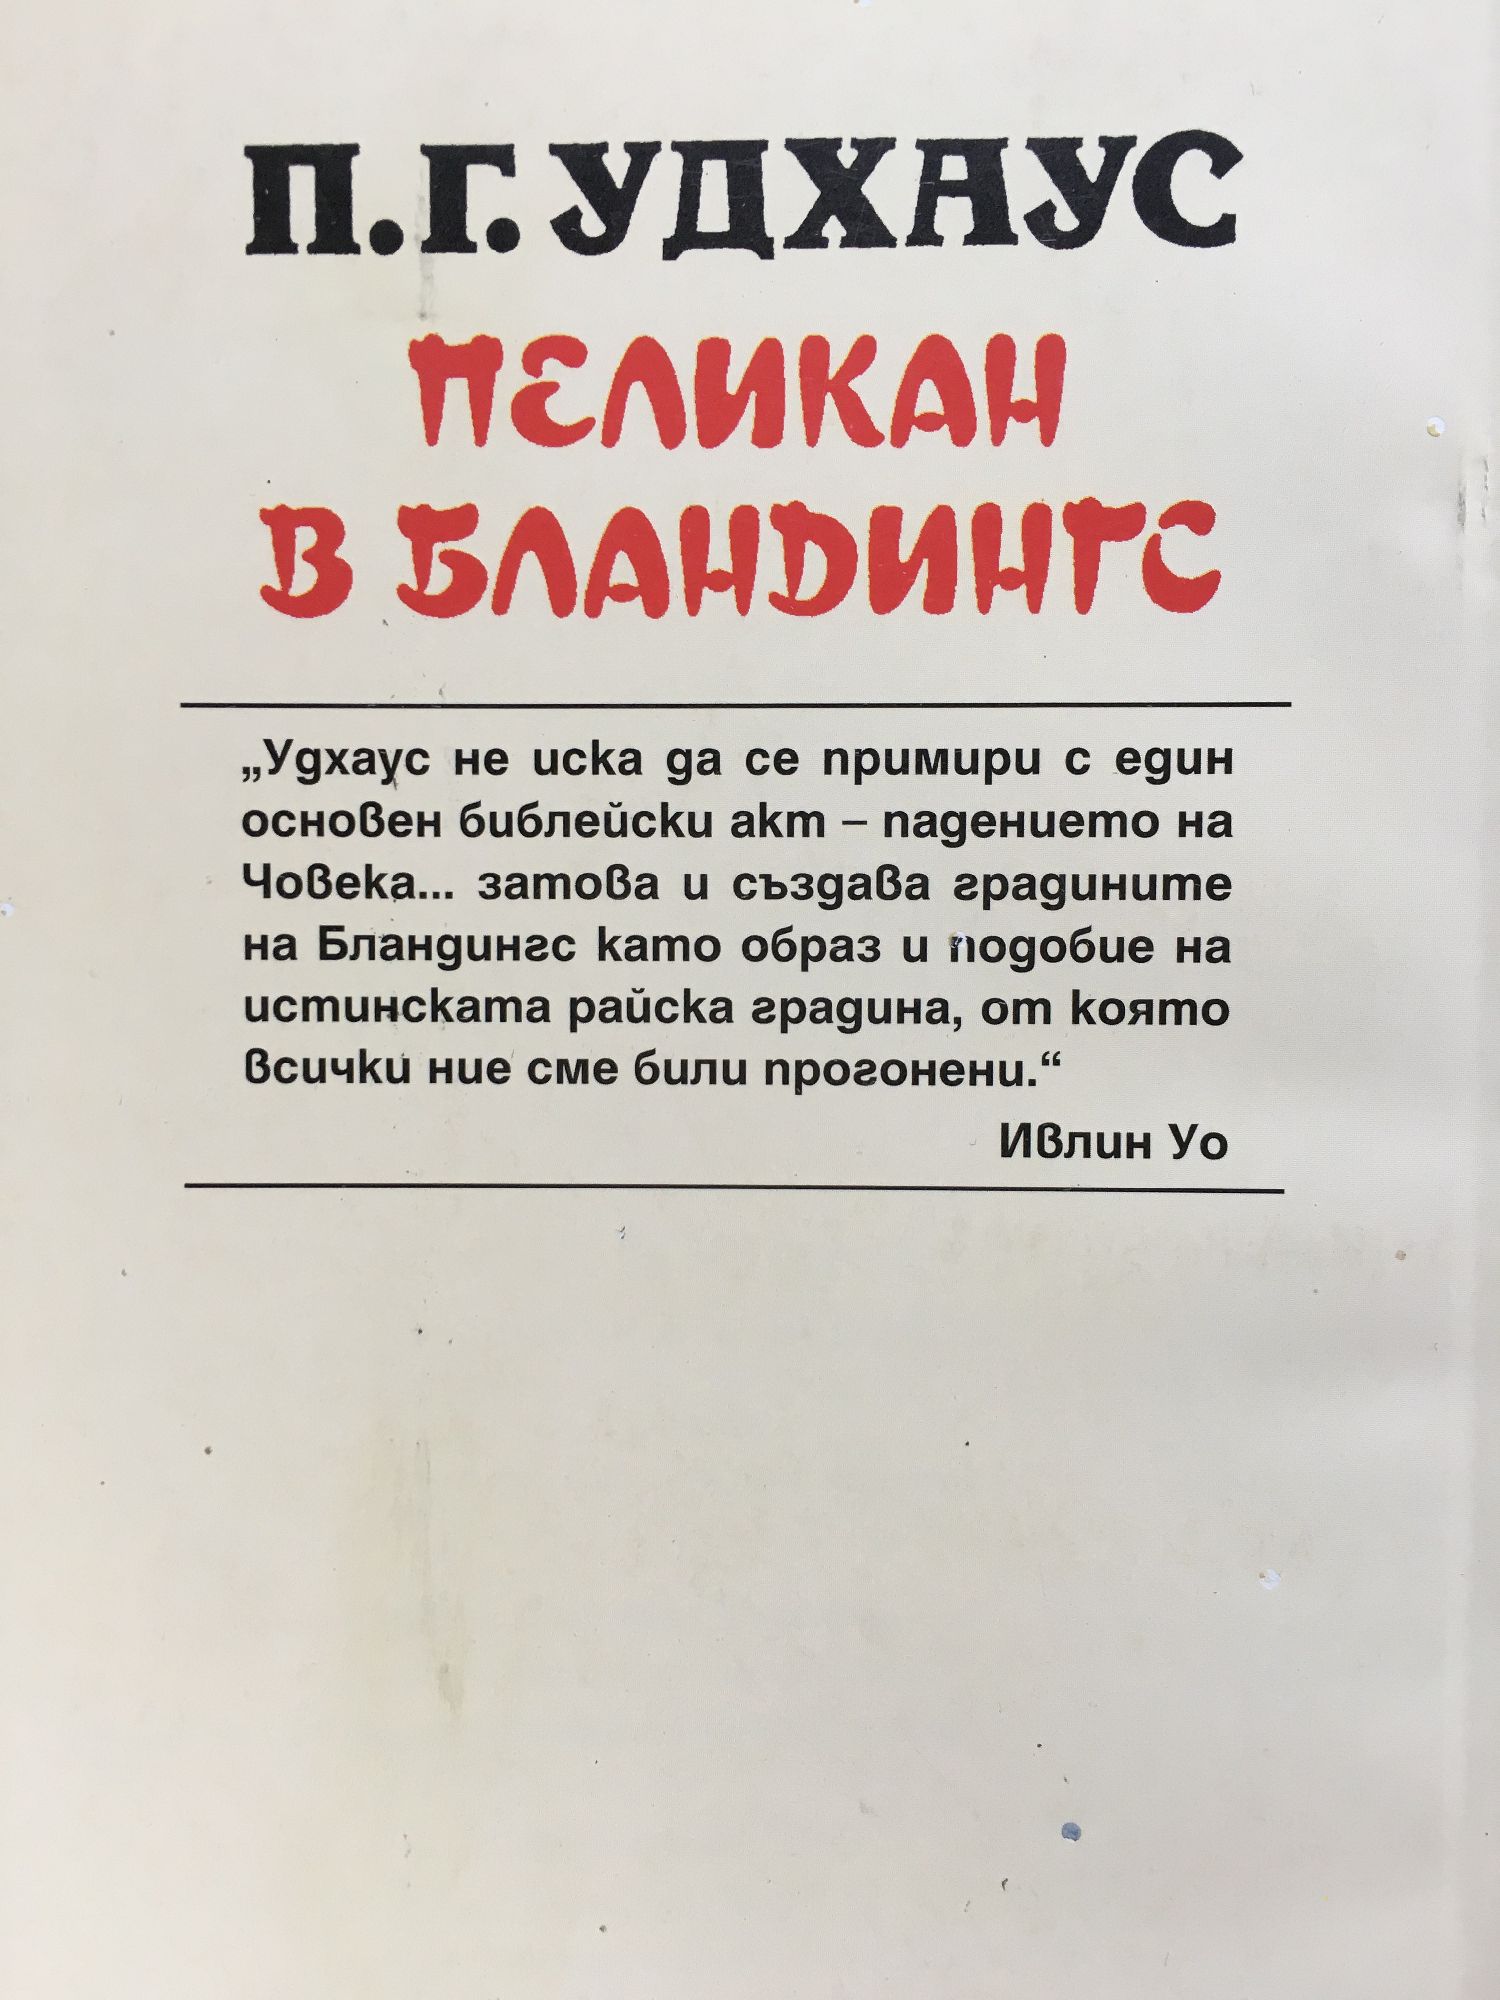 П.Г.УДХАУС
ПЕЛИКАН
В БЛАНДИНГС
„Удхаус не иска да се примири с един
основен библейски акт – падението на
Човека... затова и създава градините
на Бландингс като образ и подобие на
истинската райска градина, от която
всички ние сме били прогонени.“
Ивлин Уо